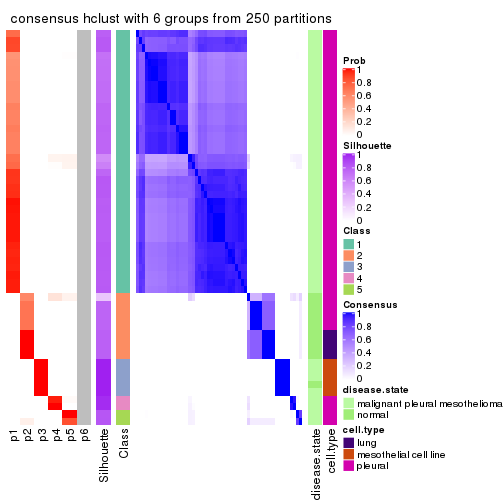 consensus hclust with 6 groups from 250 partitions
Prob
1
0.8
0.6
0.4
0.2
0
Silhouette
1
0.8
0.6
0.4
0.2
0
Class
1
2
3
4
5
Consensus
1
0.8
0.6
0.4
0.2
0
disease.state
malignant pleural mesothelioma
normal
cell.type
lung
mesothelial cell line
pleural
p1
p2
p3
p4
p5
p6
Silhouette
Class
disease.state
cell.type